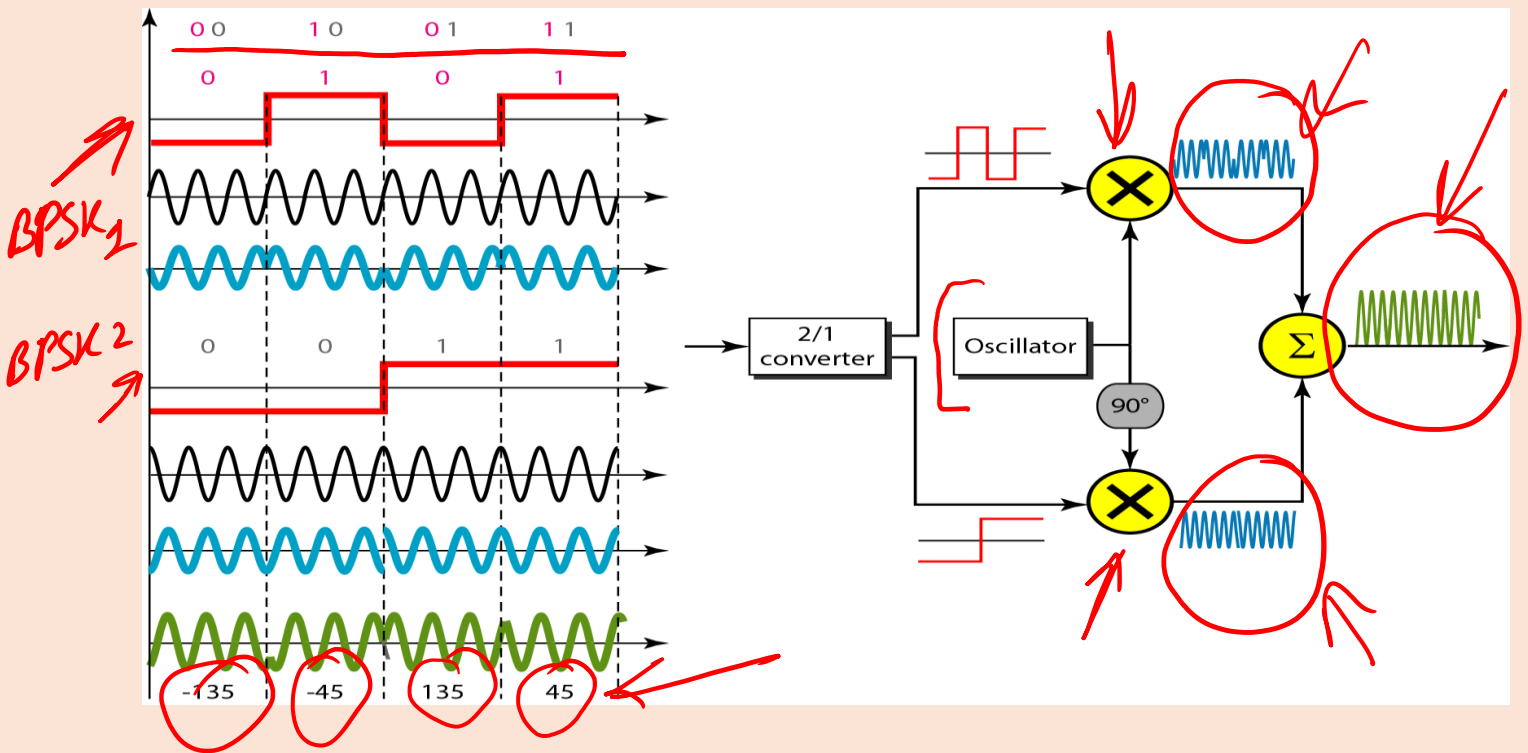 00 10 01 11
0 1 0 1
BPSK1
BPSK2
0 0 1 1
-135 -45 135 45
2/1
converter
Oscillator
90°
Σ